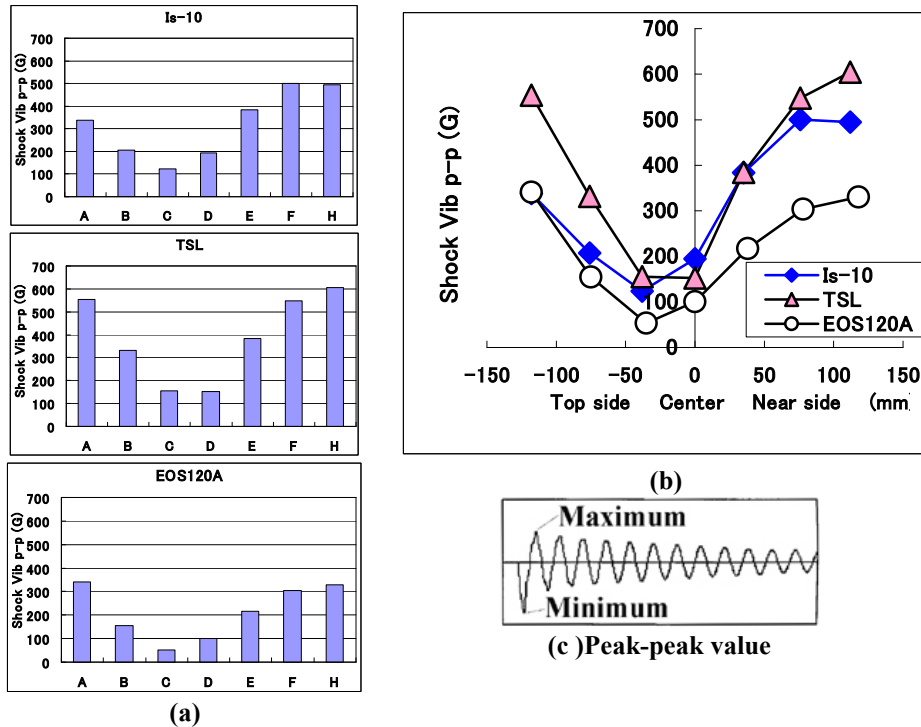 Is-10
Shock Vib p-p (G)
700
600
500
400
300
200
100
0
A B C D E F H
TSL
Shock Vib p-p (G)
700
600
500
400
300
200
100
0
A B C D E F H
EOS120A
Shock Vib p-p (G)
700
600
500
400
300
200
100
0
A B C D E F H
(a)
Shock Vib p-p (G)
700
600
500
400
300
200
100
0
Is-10
TSL
EOS120A
-150 -100 -50 0 50 100 150
Top side Center Near side (mm)
(b)
Maximum
Minimum
(c )Peak-peak value